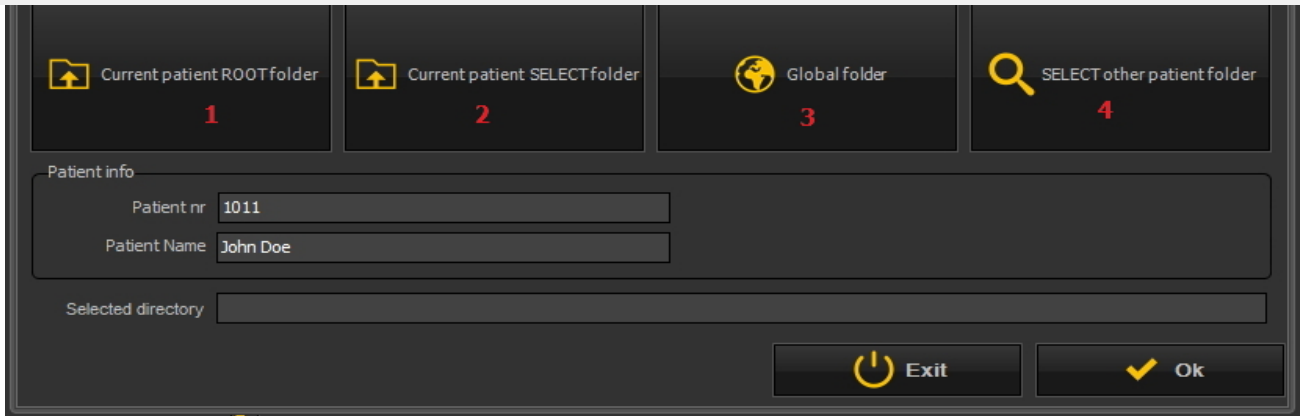 Current patient ROOT folder
Current patient SELECT folder
Global folder
SELECT other patient folder
1
2
3
4
Patient info
Patient nr 1011
Patient Name John Doe
Selected directory
Exit
Ok